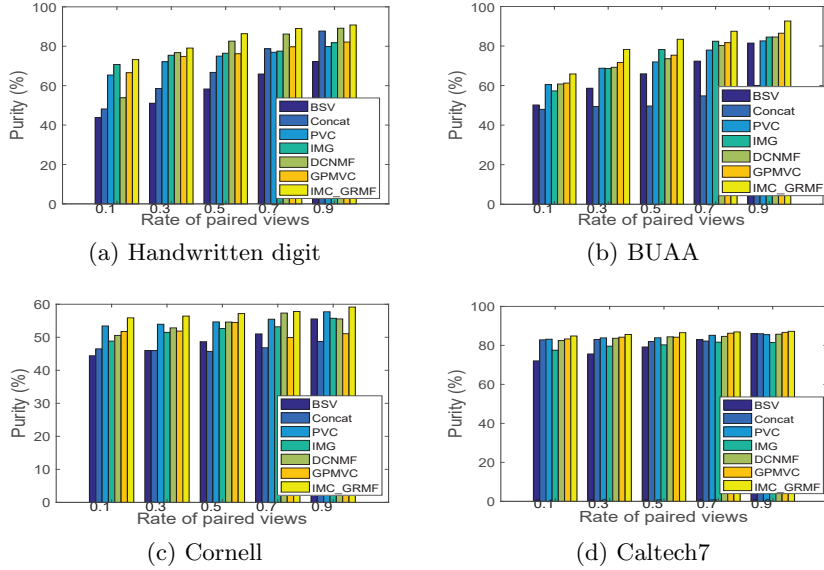 100
80
60
40
20
0
Purity (%)
BSV
Concat
PVC
IMG
DCNMF
GPMVC
IMC_GRMF
0.1 0.3 0.5 0.7 0.9
Rate of paired views
(a) Handwritten digit
100
80
60
40
20
0
Purity (%)
BSV
Concat
PVC
IMG
DCNMF
GPMVC
IMC_GRMF
0.1 0.3 0.5 0.7 0.9
Rate of paired views
(b) BUAA
60
50
40
30
20
10
0
Purity (%)
BSV
Concat
PVC
IMG
DCNMF
GPMVC
IMC_GRMF
0.1 0.3 0.5 0.7 0.9
Rate of paired views
(c) Cornell
100
80
60
40
20
0
Purity (%)
BSV
Concat
PVC
IMG
DCNMF
GPMVC
IMC_GRMF
0.1 0.3 0.5 0.7 0.9
Rate of paired views
(d) Caltech7